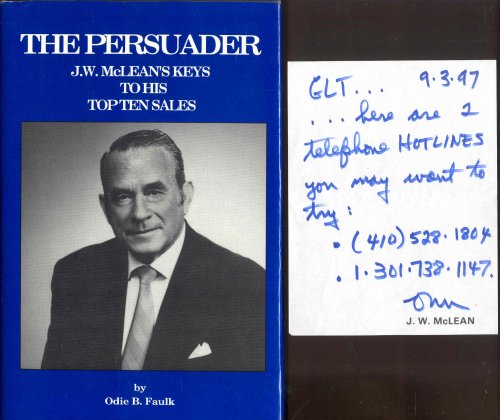 THE PERSUADER
J.W. McLEAN'S KEYS
TO HIS
TOP TEN SALES
by
Odie B. Faulk
GLT... 9.3.97
... here are 2
telephone HOTLINES
you may want to
try:
• (410) 528.1804
• 1.301.738.1147.
J. W. McLEAN